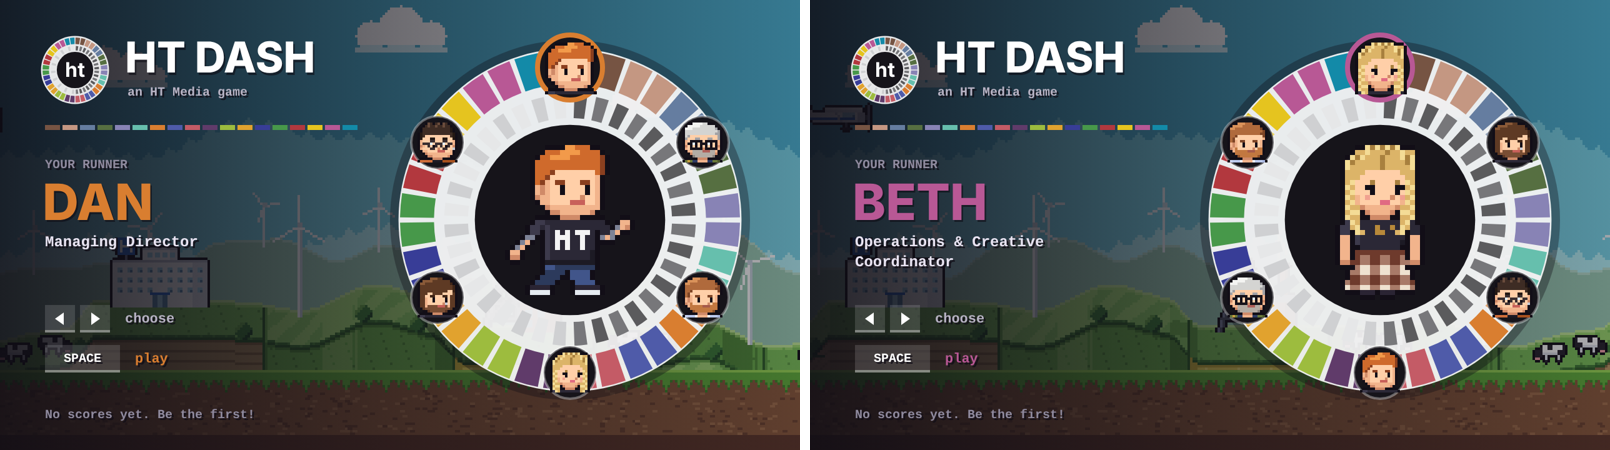 ht
HT DASH
an HT Media game
YOUR RUNNER
DAN
Managing Director
choose
SPACE
play
No scores yet. Be the first!
HT
ht
HT DASH
an HT Media game
YOUR RUNNER
BETH
Operations & Creative
Coordinator
choose
SPACE
play
No scores yet. Be the first!